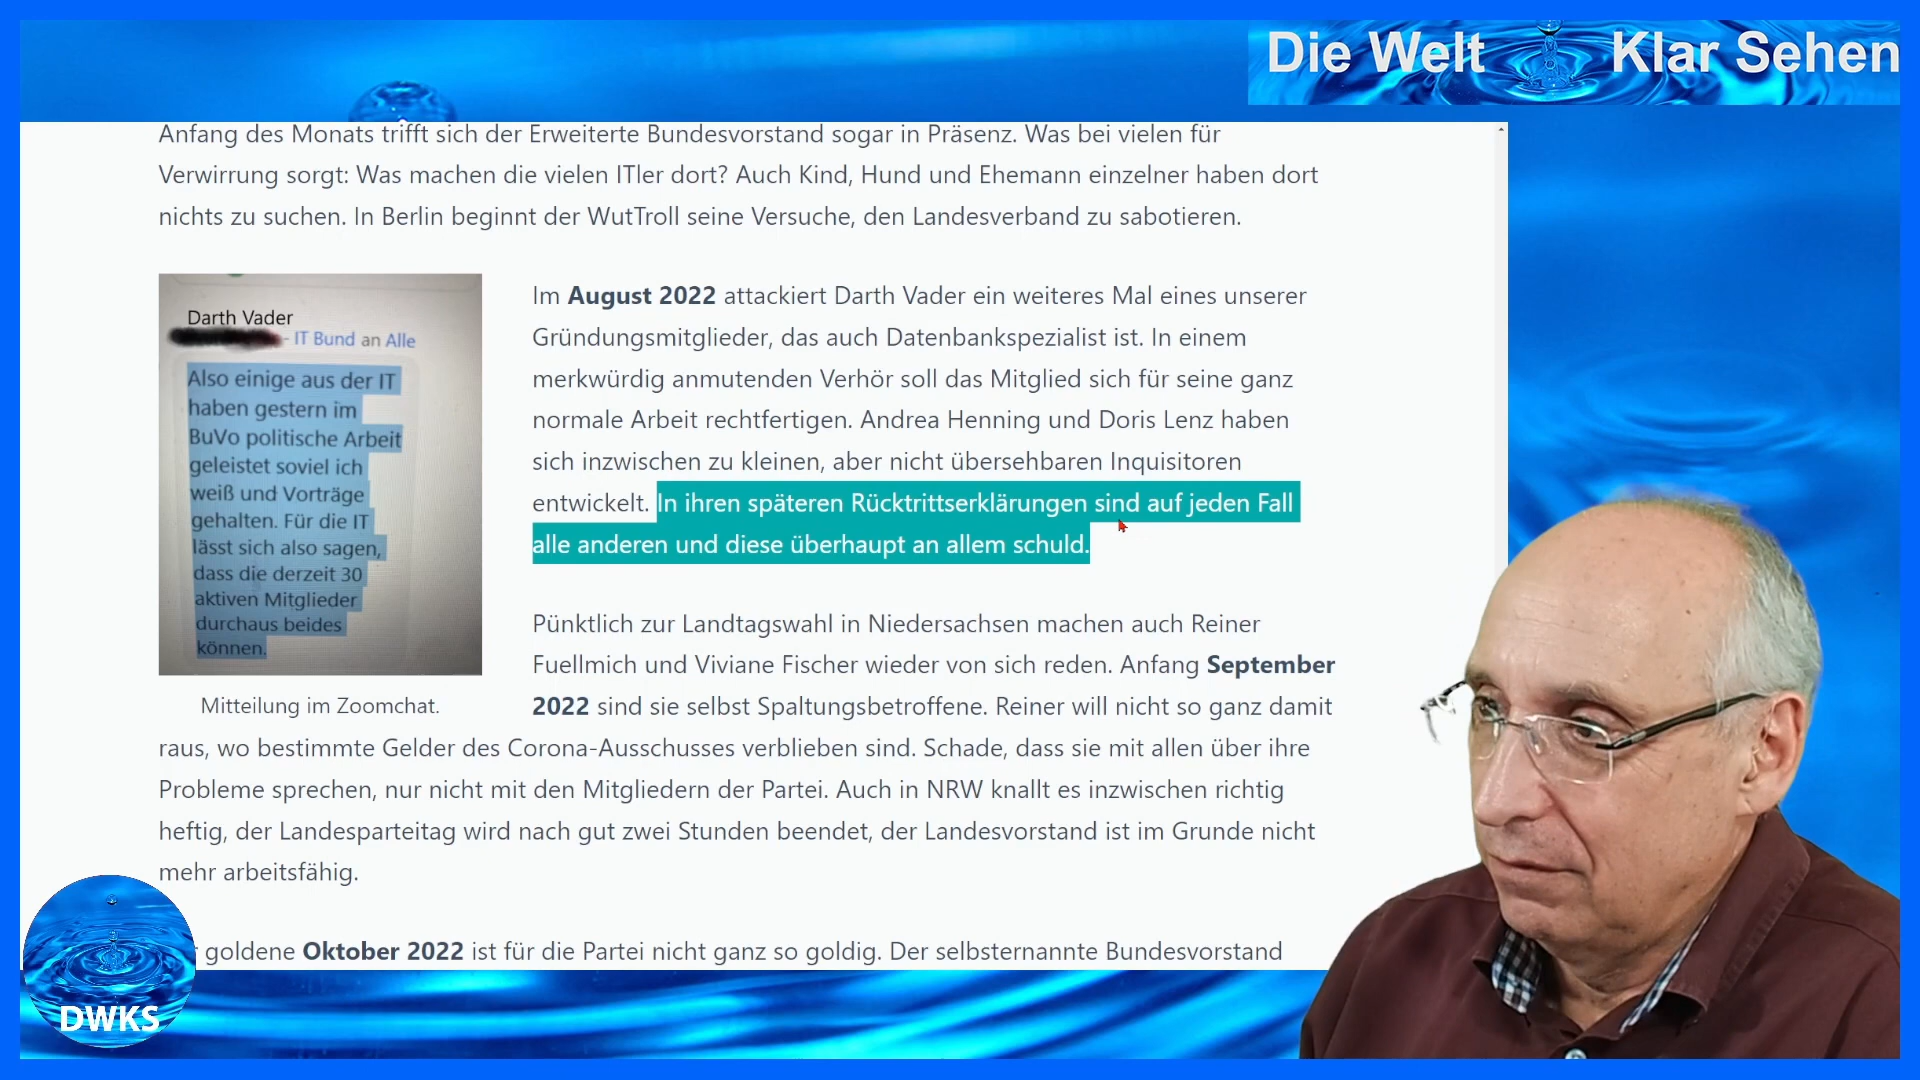 Die Welt Klar Sehen
Anfang des Monats trifft sich der Erweiterte Bundesvorstand sogar in Präsenz. Was bei vielen für
Verwirrung sorgt: Was machen die vielen ITler dort? Auch Kind, Hund und Ehemann einzelner haben dort
nichts zu suchen. In Berlin beginnt der WutTroll seine Versuche, den Landesverband zu sabotieren.
Darth Vader
- IT Bund an Alle
Also einige aus der IT
haben gestern im
BuVo politische Arbeit
geleistet soviel ich
weiß und Vorträge
gehalten. Für die IT
lässt sich also sagen,
dass die derzeit 30
aktiven Mitglieder
durchaus beides
können.
Mitteilung im Zoomchat.
Im August 2022 attackiert Darth Vader ein weiteres Mal eines unserer
Gründungsmitglieder, das auch Datenbankspezialist ist. In einem
merkwürdig anmutenden Verhör soll das Mitglied sich für seine ganz
normale Arbeit rechtfertigen. Andrea Henning und Doris Lenz haben
sich inzwischen zu kleinen, aber nicht übersehbaren Inquisitoren
entwickelt. In ihren späteren Rücktrittserklärungen sind auf jeden Fall
alle anderen und diese überhaupt an allem schuld.
Pünktlich zur Landtagswahl in Niedersachsen machen auch Reiner
Fuellmich und Viviane Fischer wieder von sich reden. Anfang September
2022 sind sie selbst Spaltungsbetroffene. Reiner will nicht so ganz damit
raus, wo bestimmte Gelder des Corona-Ausschusses verblieben sind. Schade, dass sie mit allen über ihre
Probleme sprechen, nur nicht mit den Mitgliedern der Partei. Auch in NRW knallt es inzwischen richtig
heftig, der Landesparteitag wird nach gut zwei Stunden beendet, der Landesvorstand ist im Grunde nicht
mehr arbeitsfähig.
goldene Oktober 2022 ist für die Partei nicht ganz so goldig. Der selbsternannte Bundesvorstand
DWKS